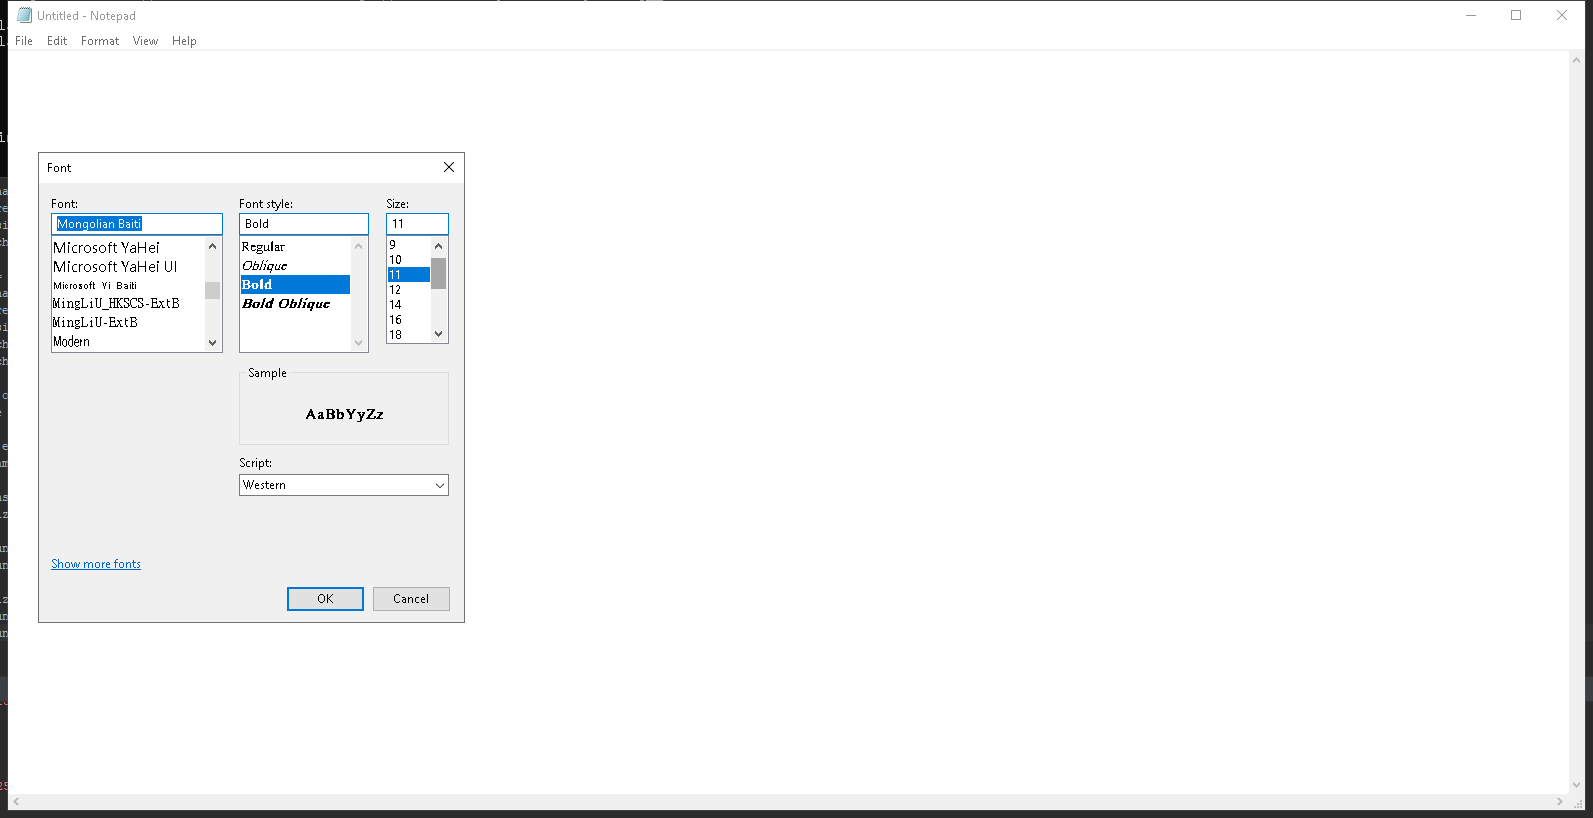 Untitled - Notepad
File Edit Format View Help
Font
Font: Font style: Size:
Mongolian Baiti Bold 11
Microsoft YaHei
Microsoft YaHei UI
Microsoft Yi Baiti
MingLiU_HKSCS-ExtB
MingLiU-ExtB
Modern
Regular
Oblique
Bold
Bold Oblique
9
10
11
12
14
16
18
Sample
AaBbYyZz
Script:
Western
Show more fonts
OK Cancel